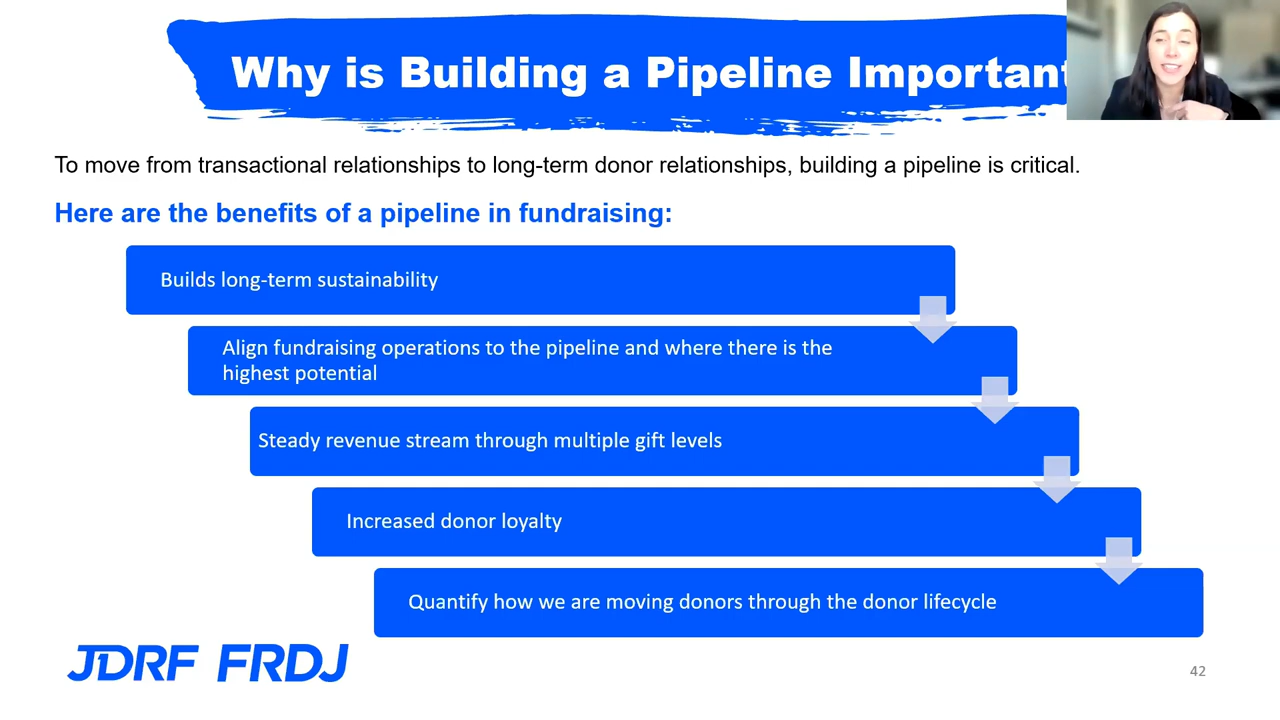 Why is Building a Pipeline Important
To move from transactional relationships to long-term donor relationships, building a pipeline is critical.
Here are the benefits of a pipeline in fundraising:
Builds long-term sustainability
Align fundraising operations to the pipeline and where there is the
highest potential
Steady revenue stream through multiple gift levels
Increased donor loyalty
Quantify how we are moving donors through the donor lifecycle
JDRF FRDJ
42